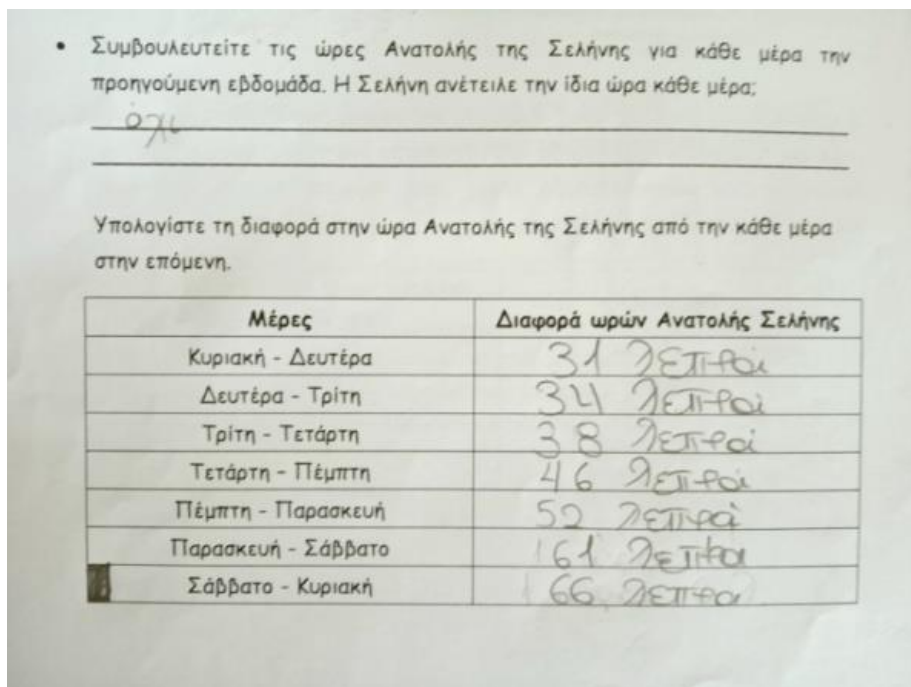 • Συμβουλευτείτε τις ώρες Ανατολής της Σελήνης για κάθε μέρα την
προηγούμενη εβδομάδα. Η Σελήνη ανέτειλε την ίδια ώρα κάθε μέρα;
όχι
Υπολογίστε τη διαφορά στην ώρα Ανατολής της Σελήνης από την κάθε μέρα
στην επόμενη.
Μέρες Διαφορά ωρών Ανατολής Σελήνης
Κυριακή - Δευτέρα 31 λεπτά
Δευτέρα - Τρίτη 34 λεπτά
Τρίτη - Τετάρτη 38 λεπτά
Τετάρτη - Πέμπτη 46 λεπτά
Πέμπτη - Παρασκευή 52 λεπτά
Παρασκευή - Σάββατο 61 λεπτά
Σάββατο - Κυριακή 66 λεπτά